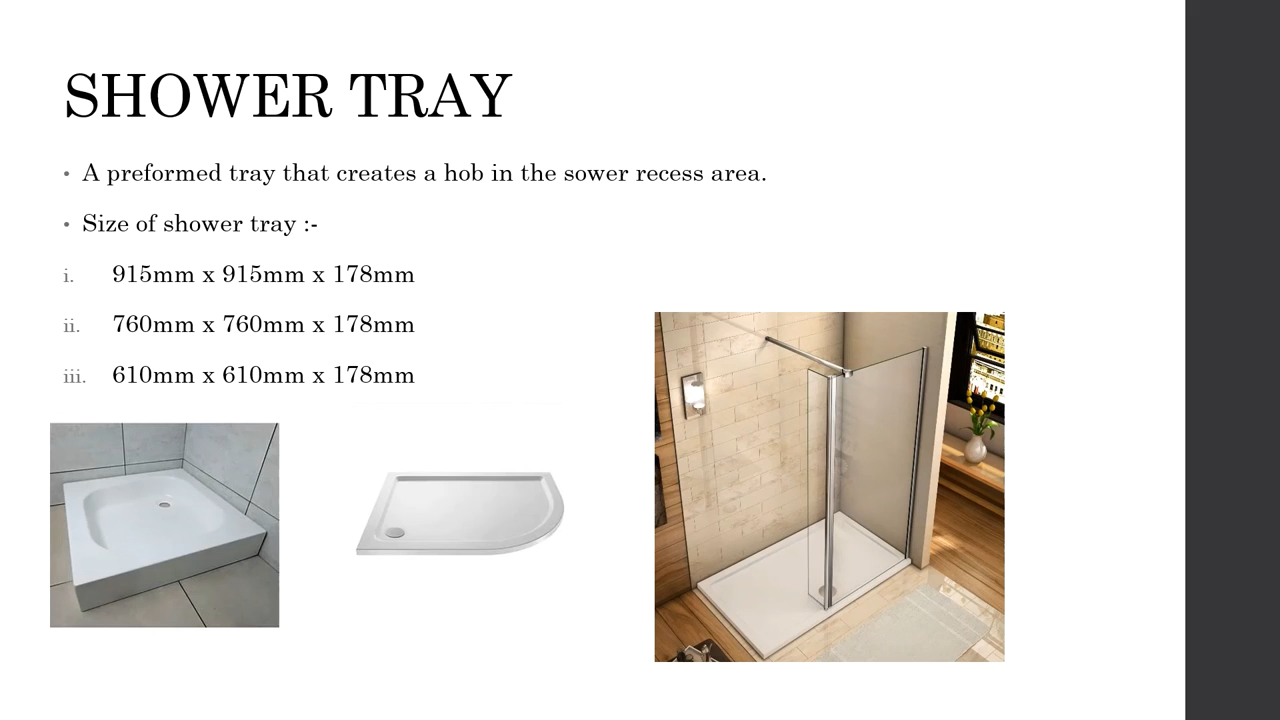 SHOWER TRAY
• A preformed tray that creates a hob in the sower recess area.
• Size of shower tray :-
i. 915mm x 915mm x 178mm
ii. 760mm x 760mm x 178mm
iii. 610mm x 610mm x 178mm